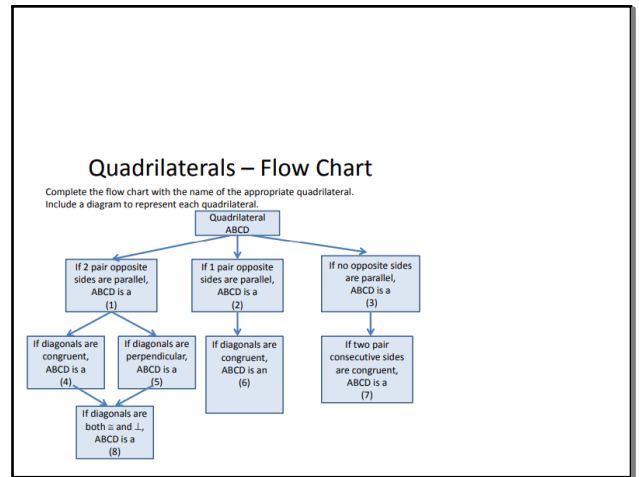 Quadrilaterals – Flow Chart
Complete the flow chart with the name of the appropriate quadrilateral.
Include a diagram to represent each quadrilateral.
Quadrilateral
ABCD
If 2 pair opposite
sides are parallel,
ABCD is a
(1)
If 1 pair opposite
sides are parallel,
ABCD is a
(2)
If no opposite sides
are parallel,
ABCD is a
(3)
If diagonals are
congruent,
ABCD is a
(4)
If diagonals are
perpendicular,
ABCD is a
(5)
If diagonals are
congruent,
ABCD is an
(6)
If two pair
consecutive sides
are congruent,
ABCD is a
(7)
If diagonals are
both ≅ and ⊥,
ABCD is a
(8)